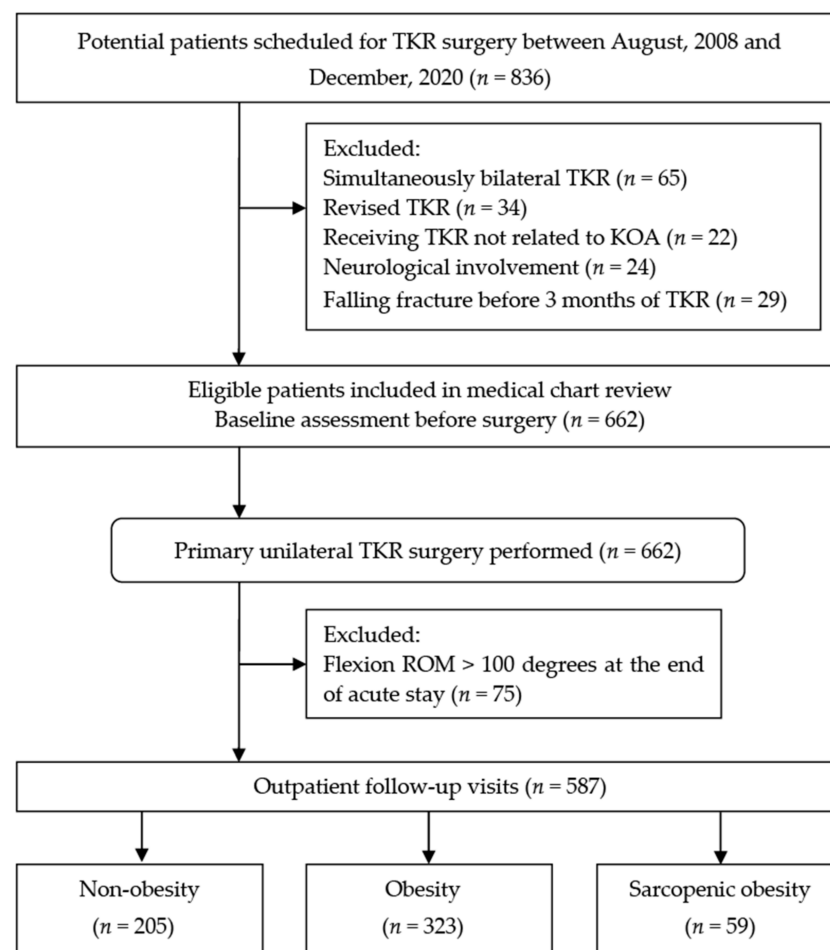 Potential patients scheduled for TKR surgery between August, 2008 and
December, 2020 (n = 836)
Excluded:
Simultaneously bilateral TKR (n = 65)
Revised TKR (n = 34)
Receiving TKR not related to KOA (n = 22)
Neurological involvement (n = 24)
Falling fracture before 3 months of TKR (n = 29)
Eligible patients included in medical chart review
Baseline assessment before surgery (n = 662)
Primary unilateral TKR surgery performed (n = 662)
Excluded:
Flexion ROM > 100 degrees at the end
of acute stay (n = 75)
Outpatient follow-up visits (n = 587)
Non-obesity
(n = 205)
Obesity
(n = 323)
Sarcopenic obesity
(n = 59)